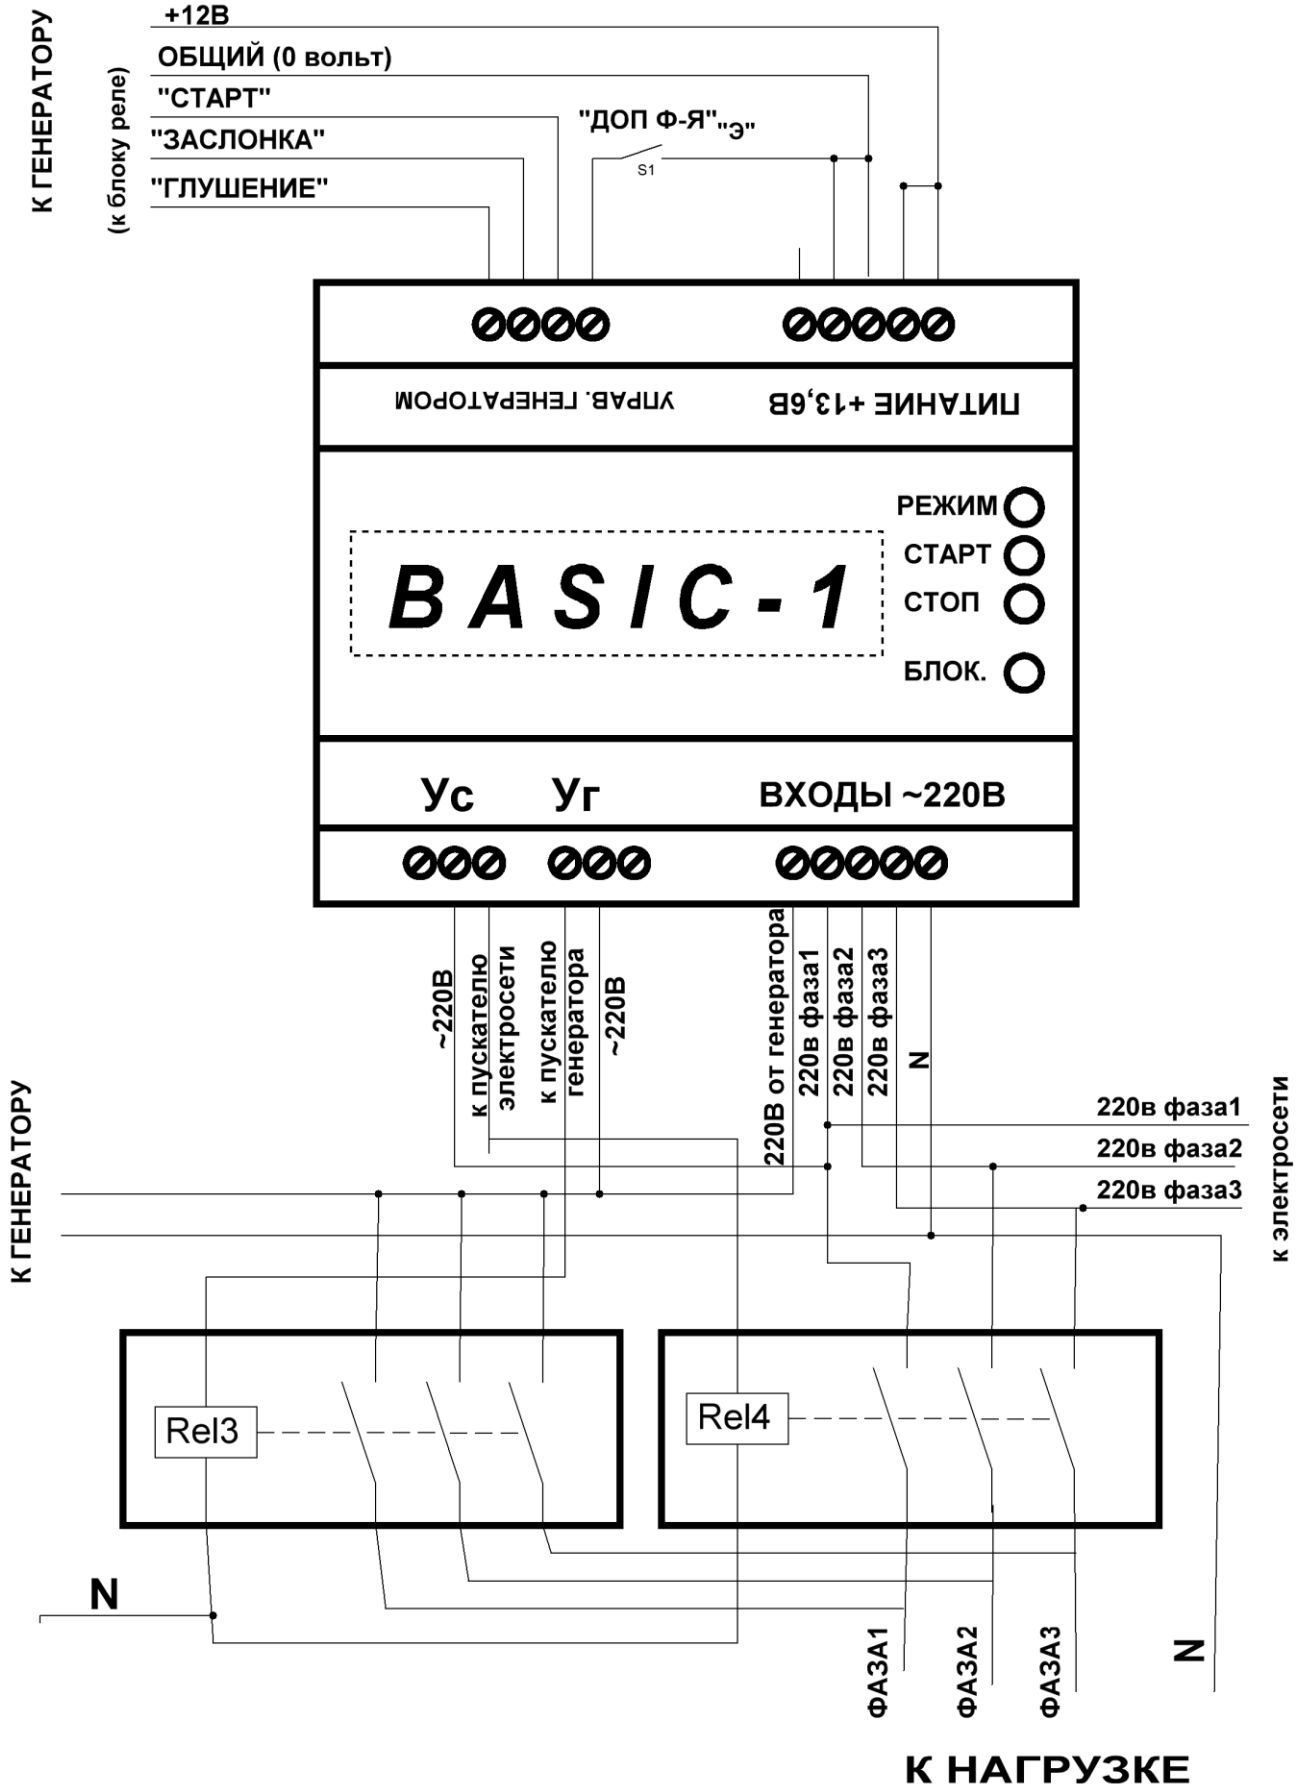 К ГЕНЕРАТОРУ
(к блоку реле)
+12В
ОБЩИЙ (0 вольт)
"СТАРТ"
"ЗАСЛОНКА"
"ГЛУШЕНИЕ"
"ДОП Ф-Я" "Э"
S1
УПРАВ. ГЕНЕРАТОРОМ
ПИТАНИЕ +13,6В
РЕЖИМ
СТАРТ
СТОП
БЛОК.
BASIC-1
Ус
Уг
ВХОДЫ ~220В
~220В
к пускателю
электросети
к пускателю
генератора
~220В
220В от генератора
220в фаза1
220в фаза2
220в фаза3
N
К ГЕНЕРАТОРУ
220в фаза1
220в фаза2
220в фаза3
к электросети
Rel3
Rel4
N
ФАЗА1
ФАЗА2
ФАЗА3
N
К НАГРУЗКЕ